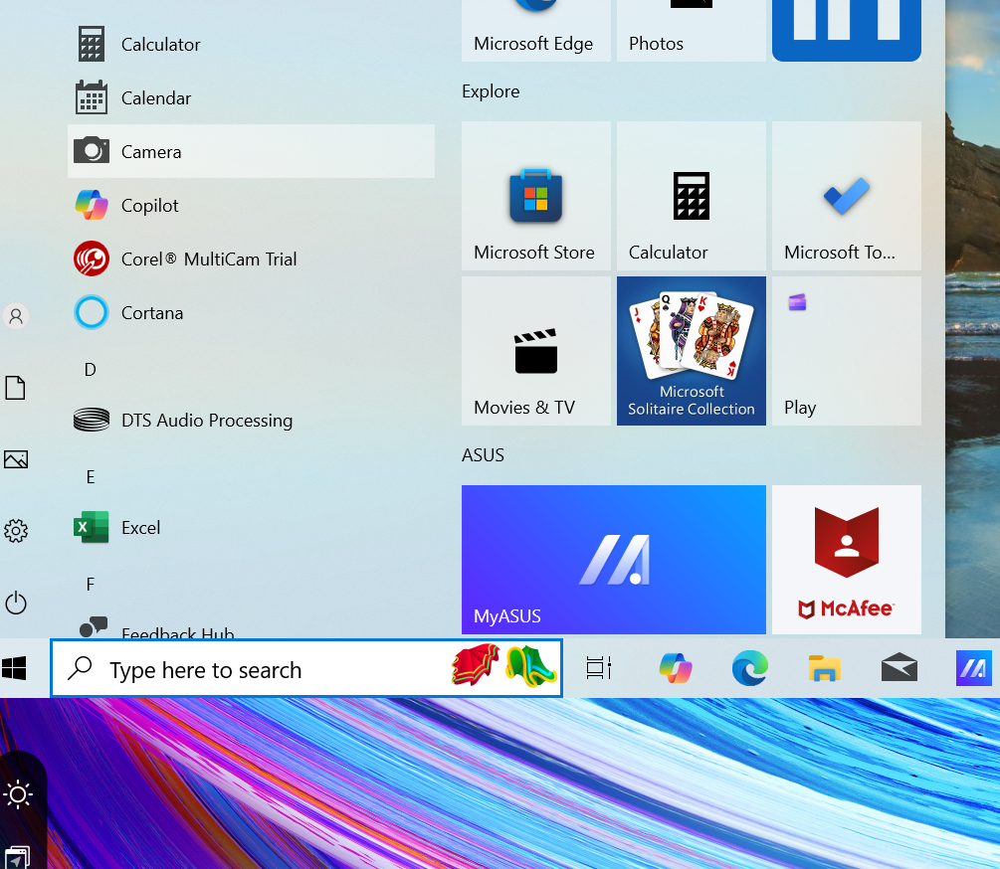 Calculator
Calendar
Camera
Copilot
Corel® MultiCam Trial
Cortana
D
DTS Audio Processing
E
Excel
F
Feedback Hub
Microsoft Edge
Photos
Explore
Microsoft Store
Calculator
Microsoft To...
Movies & TV
J
Q
K
K
Microsoft
Solitaire Collection
Play
ASUS
MyASUS
McAfee™
Type here to search